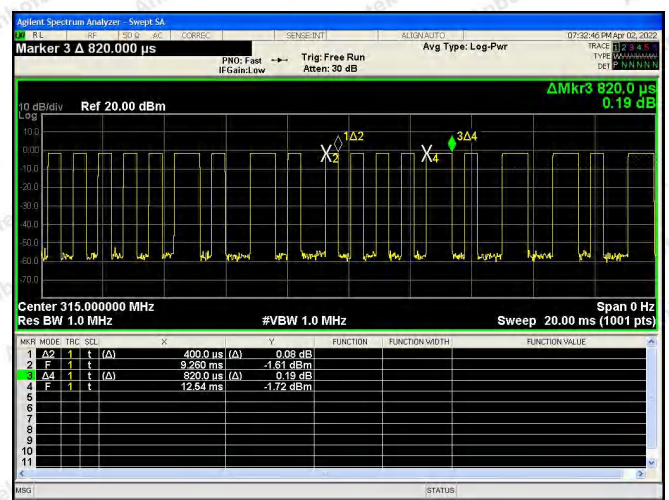 Agilent Spectrum Analyzer - Swept SA
RL RF 50 Ω AC CORREC SENSE:INT ALIGN AUTO 07:32:46 PM Apr 02, 2022
Marker 3 Δ 820.000 µs
PNO: Fast
IFGain:Low
Trig: Free Run
Atten: 30 dB
Avg Type: Log-Pwr
TRACE 1 2 3 4 5 6
TYPE
DET P N N N N N
ΔMkr3 820.0 µs
0.19 dB
10 dB/div Ref 20.00 dBm
Log
10.0
0.00
-10.0
-20.0
-30.0
-40.0
-50.0
-60.0
-70.0
1Δ2
2
3Δ4
4
Center 315.000000 MHz Span 0 Hz
Res BW 1.0 MHz #VBW 1.0 MHz Sweep 20.00 ms (1001 pts)
MKR MODE TRC SCL X Y FUNCTION FUNCTION WIDTH FUNCTION VALUE
1 Δ2 1 t (Δ) 400.0 µs (Δ) 0.08 dB
2 F 1 t 9.260 ms -1.61 dBm
3 Δ4 1 t (Δ) 820.0 µs (Δ) 0.19 dB
4 F 1 t 12.54 ms -1.72 dBm
5
6
7
8
9
10
11
MSG STATUS